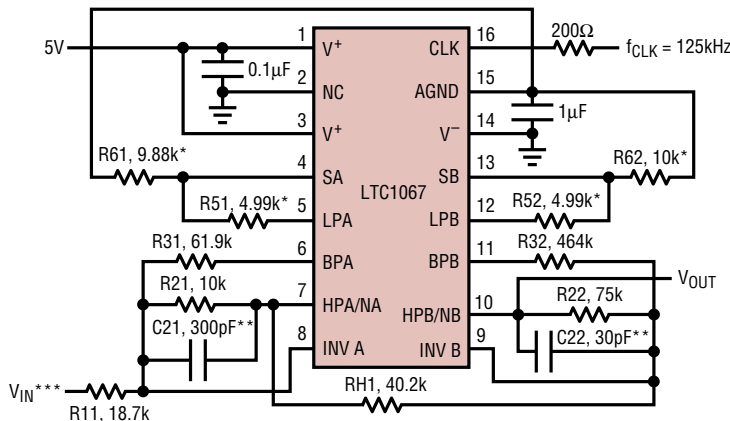 5V
1
V+
CLK
16
200Ω
fCLK = 125kHz
0.1µF
2
NC
AGND
15
1µF
3
V+
V−
14
R61, 9.88k*
4
SA
SB
13
R62, 10k*
LTC1067
R51, 4.99k*
5
LPA
LPB
12
R52, 4.99k*
R31, 61.9k
6
BPA
BPB
11
R32, 464k
R21, 10k
7
HPA/NA
HPB/NB
10
VOUT
R22, 75k
C21, 300pF**
8
INV A
INV B
9
C22, 30pF**
VIN***
R11, 18.7k
RH1, 40.2k